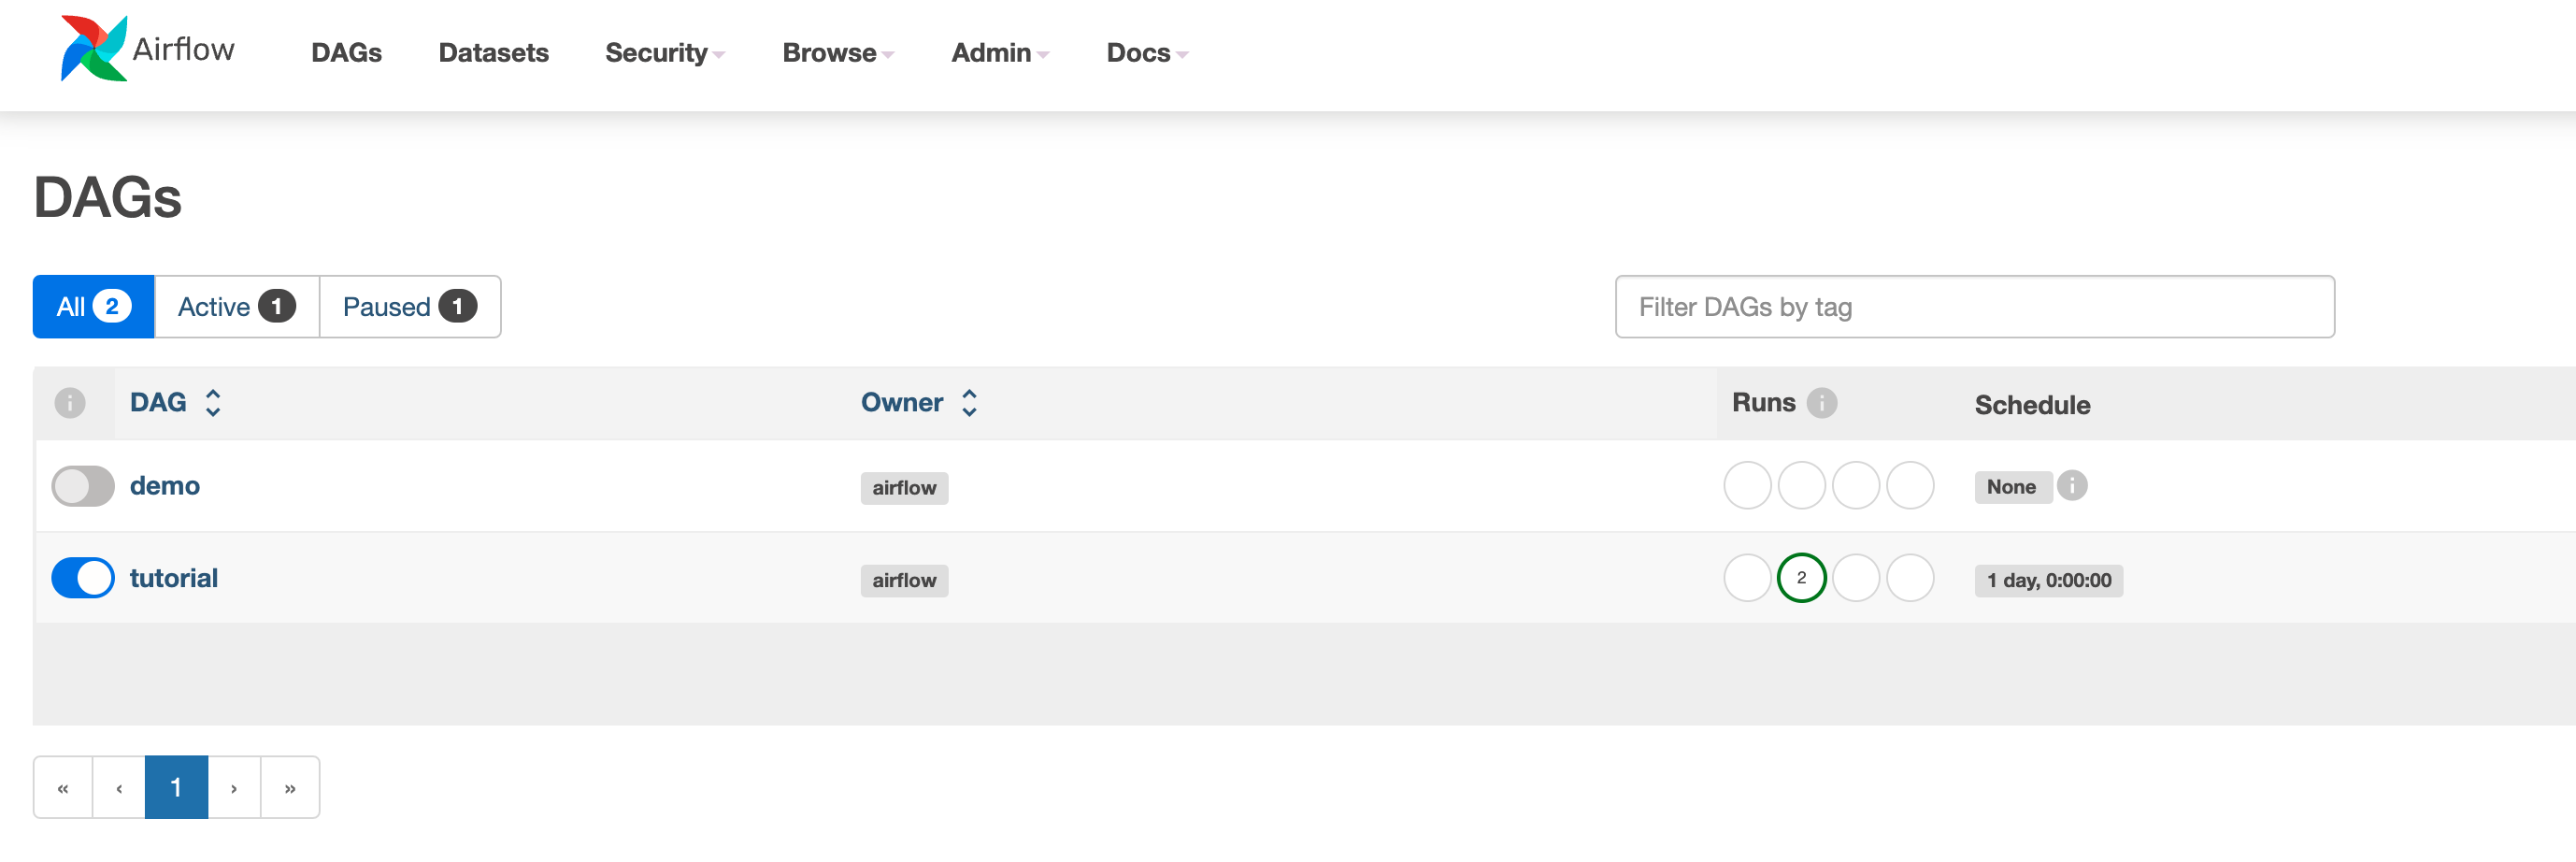 Airflow DAGs Datasets Security Browse Admin Docs
DAGs
All 2 Active 1 Paused 1 Filter DAGs by tag
DAG Owner Runs i Schedule
demo airflow None i
tutorial airflow 2 1 day, 0:00:00
« ‹ 1 › »